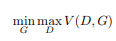 min max V(D, G)
G D